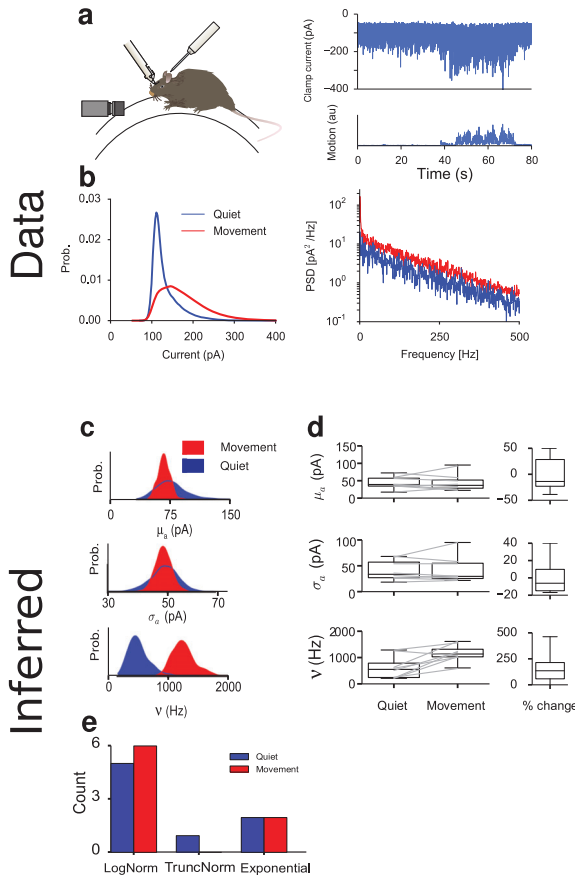 a
Clamp current(pA)
−200
−400
Motion (au)
0
20
40
60
80
Time (s)
Data
b
0.03
0.02
0.01
0.00
Prob.
0
100
200
300
400
Current (pA)
Quiet
Movement
10²
10¹
10⁰
10⁻¹
PSD [pA²/Hz]
0
250
500
Frequency [Hz]
Inferred
c
Movement
Quiet
Prob.
0
75
150
μₐ (pA)
Prob.
30
50
70
σₐ (pA)
Prob.
0
1000
2000
ν (Hz)
d
μₐ (pA)
150
100
50
0
50
0
−50
σₐ (pA)
100
50
0
40
20
0
−20
ν (Hz)
2000
1000
0
500
250
0
Quiet
Movement
% change
e
Count
6
3
0
Quiet
Movement
LogNorm
TruncNorm
Exponential